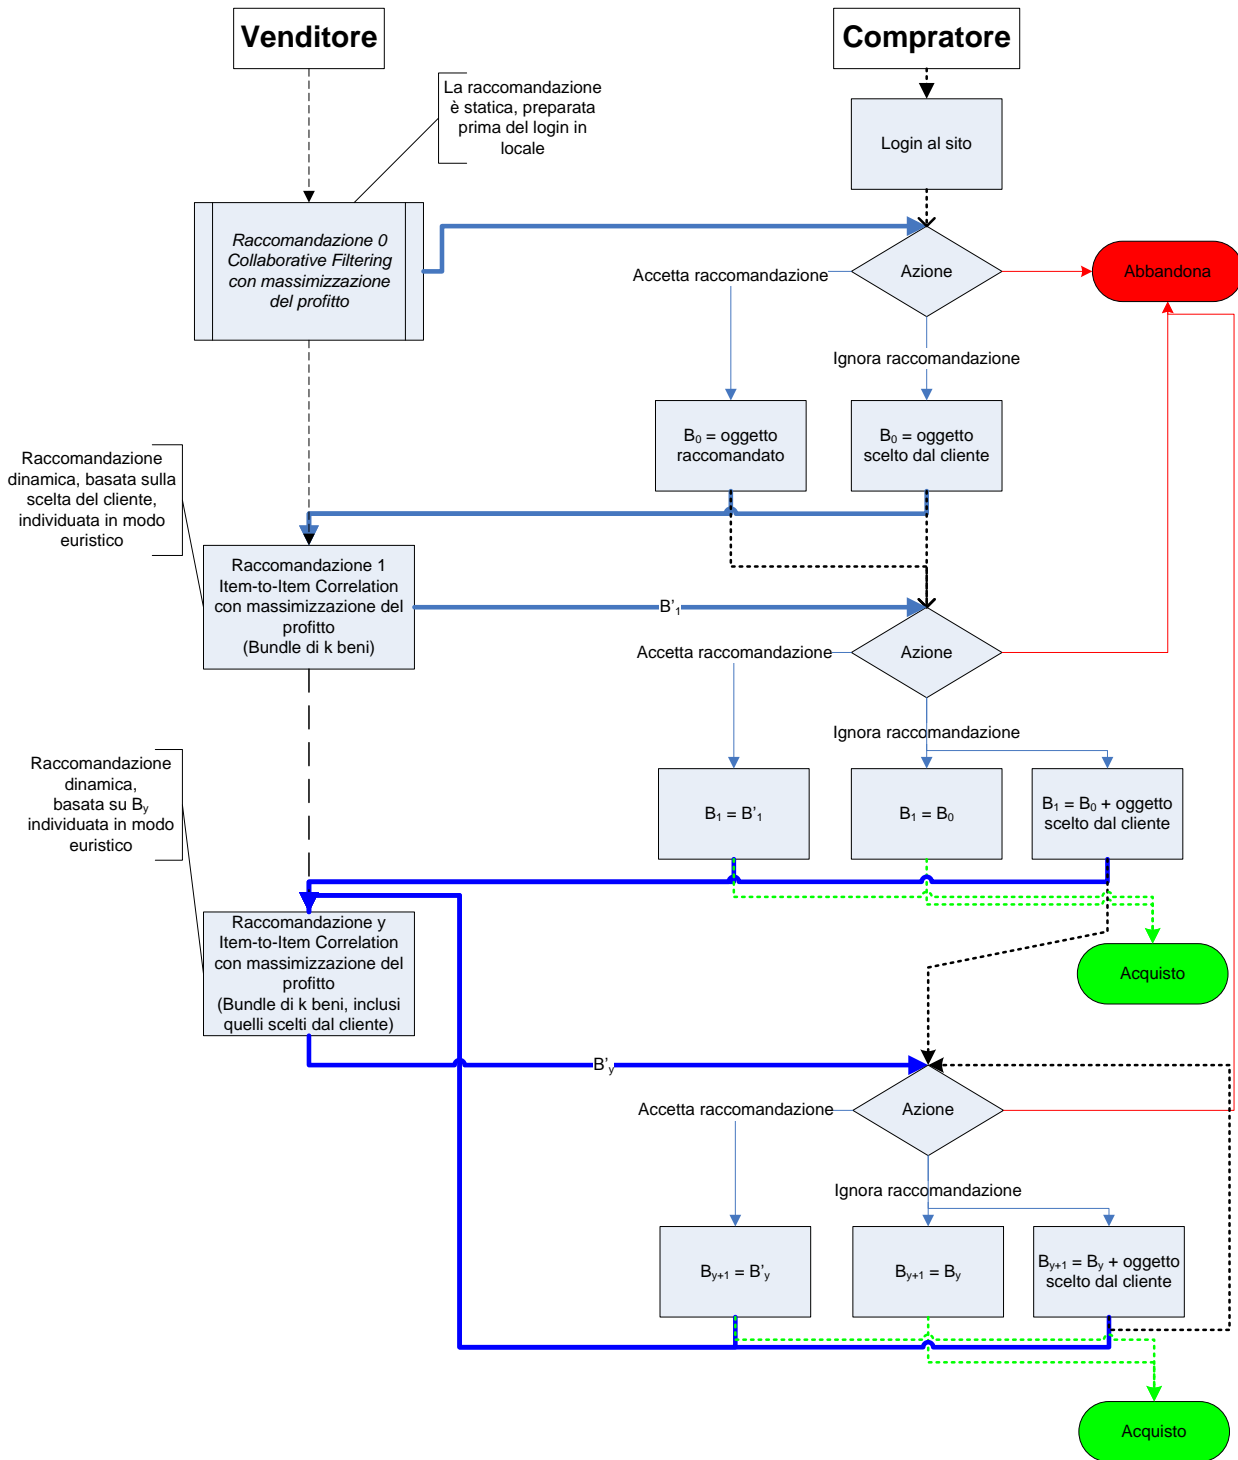 Venditore
Compratore
La raccomandazione
è statica, preparata
prima del login in
locale
Login al sito
Raccomandazione 0
Collaborative Filtering
con massimizzazione
del profitto
Azione
Abbandona
Accetta raccomandazione
Ignora raccomandazione
B₀ = oggetto
raccomandato
B₀ = oggetto
scelto dal cliente
Raccomandazione
dinamica, basata sulla
scelta del cliente,
individuata in modo
euristico
Raccomandazione 1
Item-to-Item Correlation
con massimizzazione del
profitto
(Bundle di k beni)
B'₁
Azione
Accetta raccomandazione
Ignora raccomandazione
Raccomandazione
dinamica,
basata su Bᵧ
individuata in modo
euristico
B₁ = B'₁
B₁ = B₀
B₁ = B₀ + oggetto
scelto dal cliente
Raccomandazione y
Item-to-Item Correlation
con massimizzazione del
profitto
(Bundle di k beni, inclusi
quelli scelti dal cliente)
Acquisto
B'ᵧ
Azione
Accetta raccomandazione
Ignora raccomandazione
Bᵧ₊₁ = B'ᵧ
Bᵧ₊₁ = Bᵧ
Bᵧ₊₁ = Bᵧ + oggetto
scelto dal cliente
Acquisto